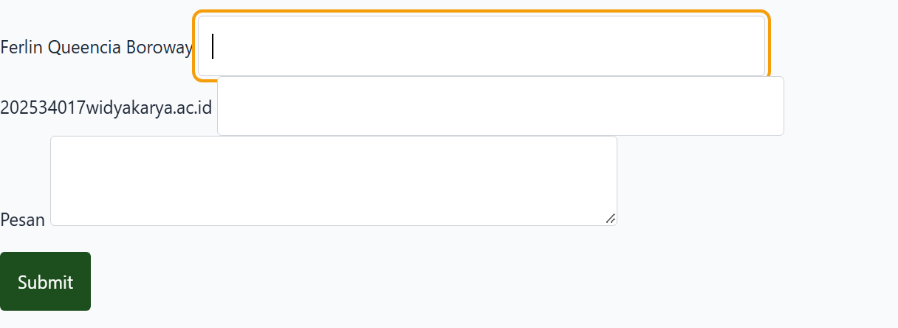 Ferlin Queencia Boroway
202534017widyakarya.ac.id
Pesan
Submit